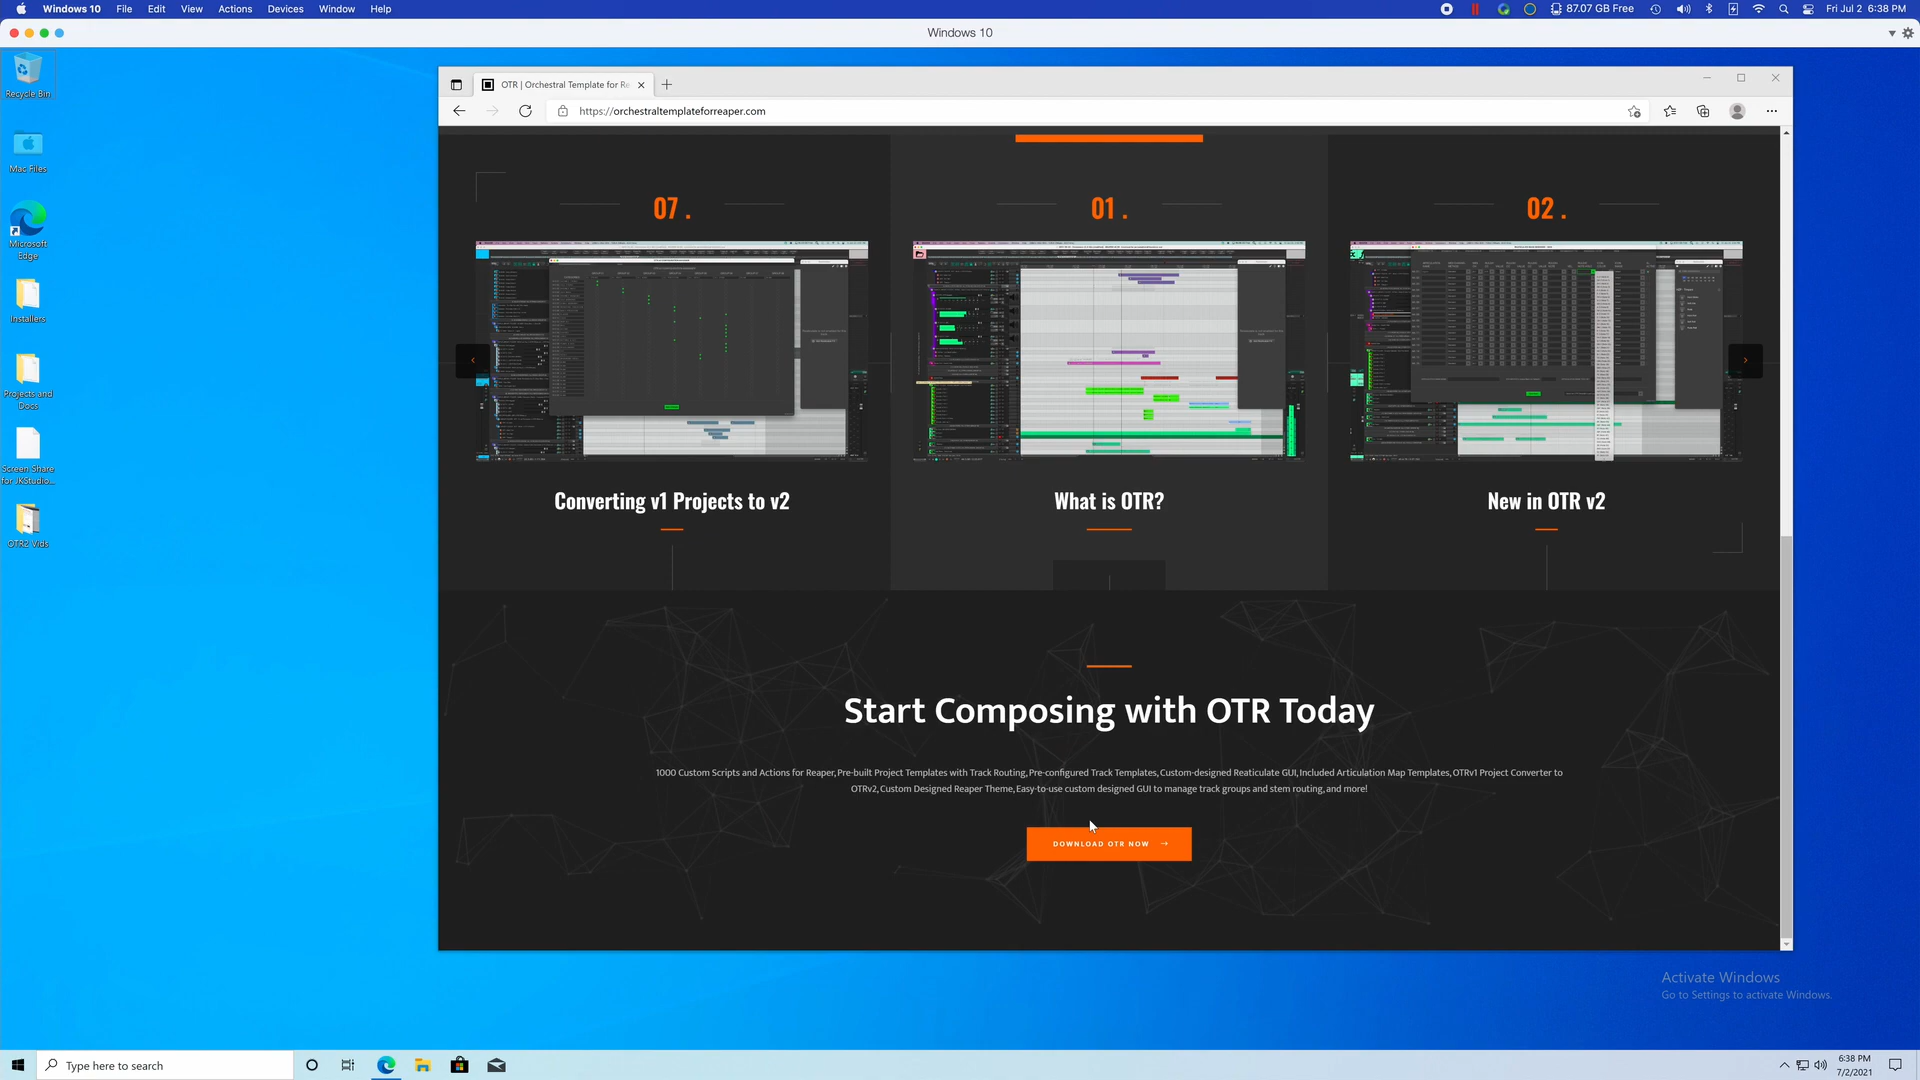 Windows 10 File Edit View Actions Devices Window Help
87.07 GB Free Fri Jul 2 6:38 PM
Windows 10
Recycle Bin
Mac Files
Microsoft
Edge
Installers
Projects and
Docs
Screen Share
for JKStudio...
OTR2 Vids
OTR | Orchestral Template for Re
https://orchestraltemplateforreaper.com
07 .
01 .
02 .
Converting v1 Projects to v2
What is OTR?
New in OTR v2
Start Composing with OTR Today
1000 Custom Scripts and Actions for Reaper, Pre-built Project Templates with Track Routing, Pre-configured Track Templates, Custom-designed Reaticulate GUI, Included Articulation Map Templates, OTRv1 Project Converter to
OTRv2, Custom Designed Reaper Theme, Easy-to-use custom designed GUI to manage track groups and stem routing, and more!
DOWNLOAD OTR NOW →
Activate Windows
Go to Settings to activate Windows.
Type here to search
6:38 PM
7/2/2021